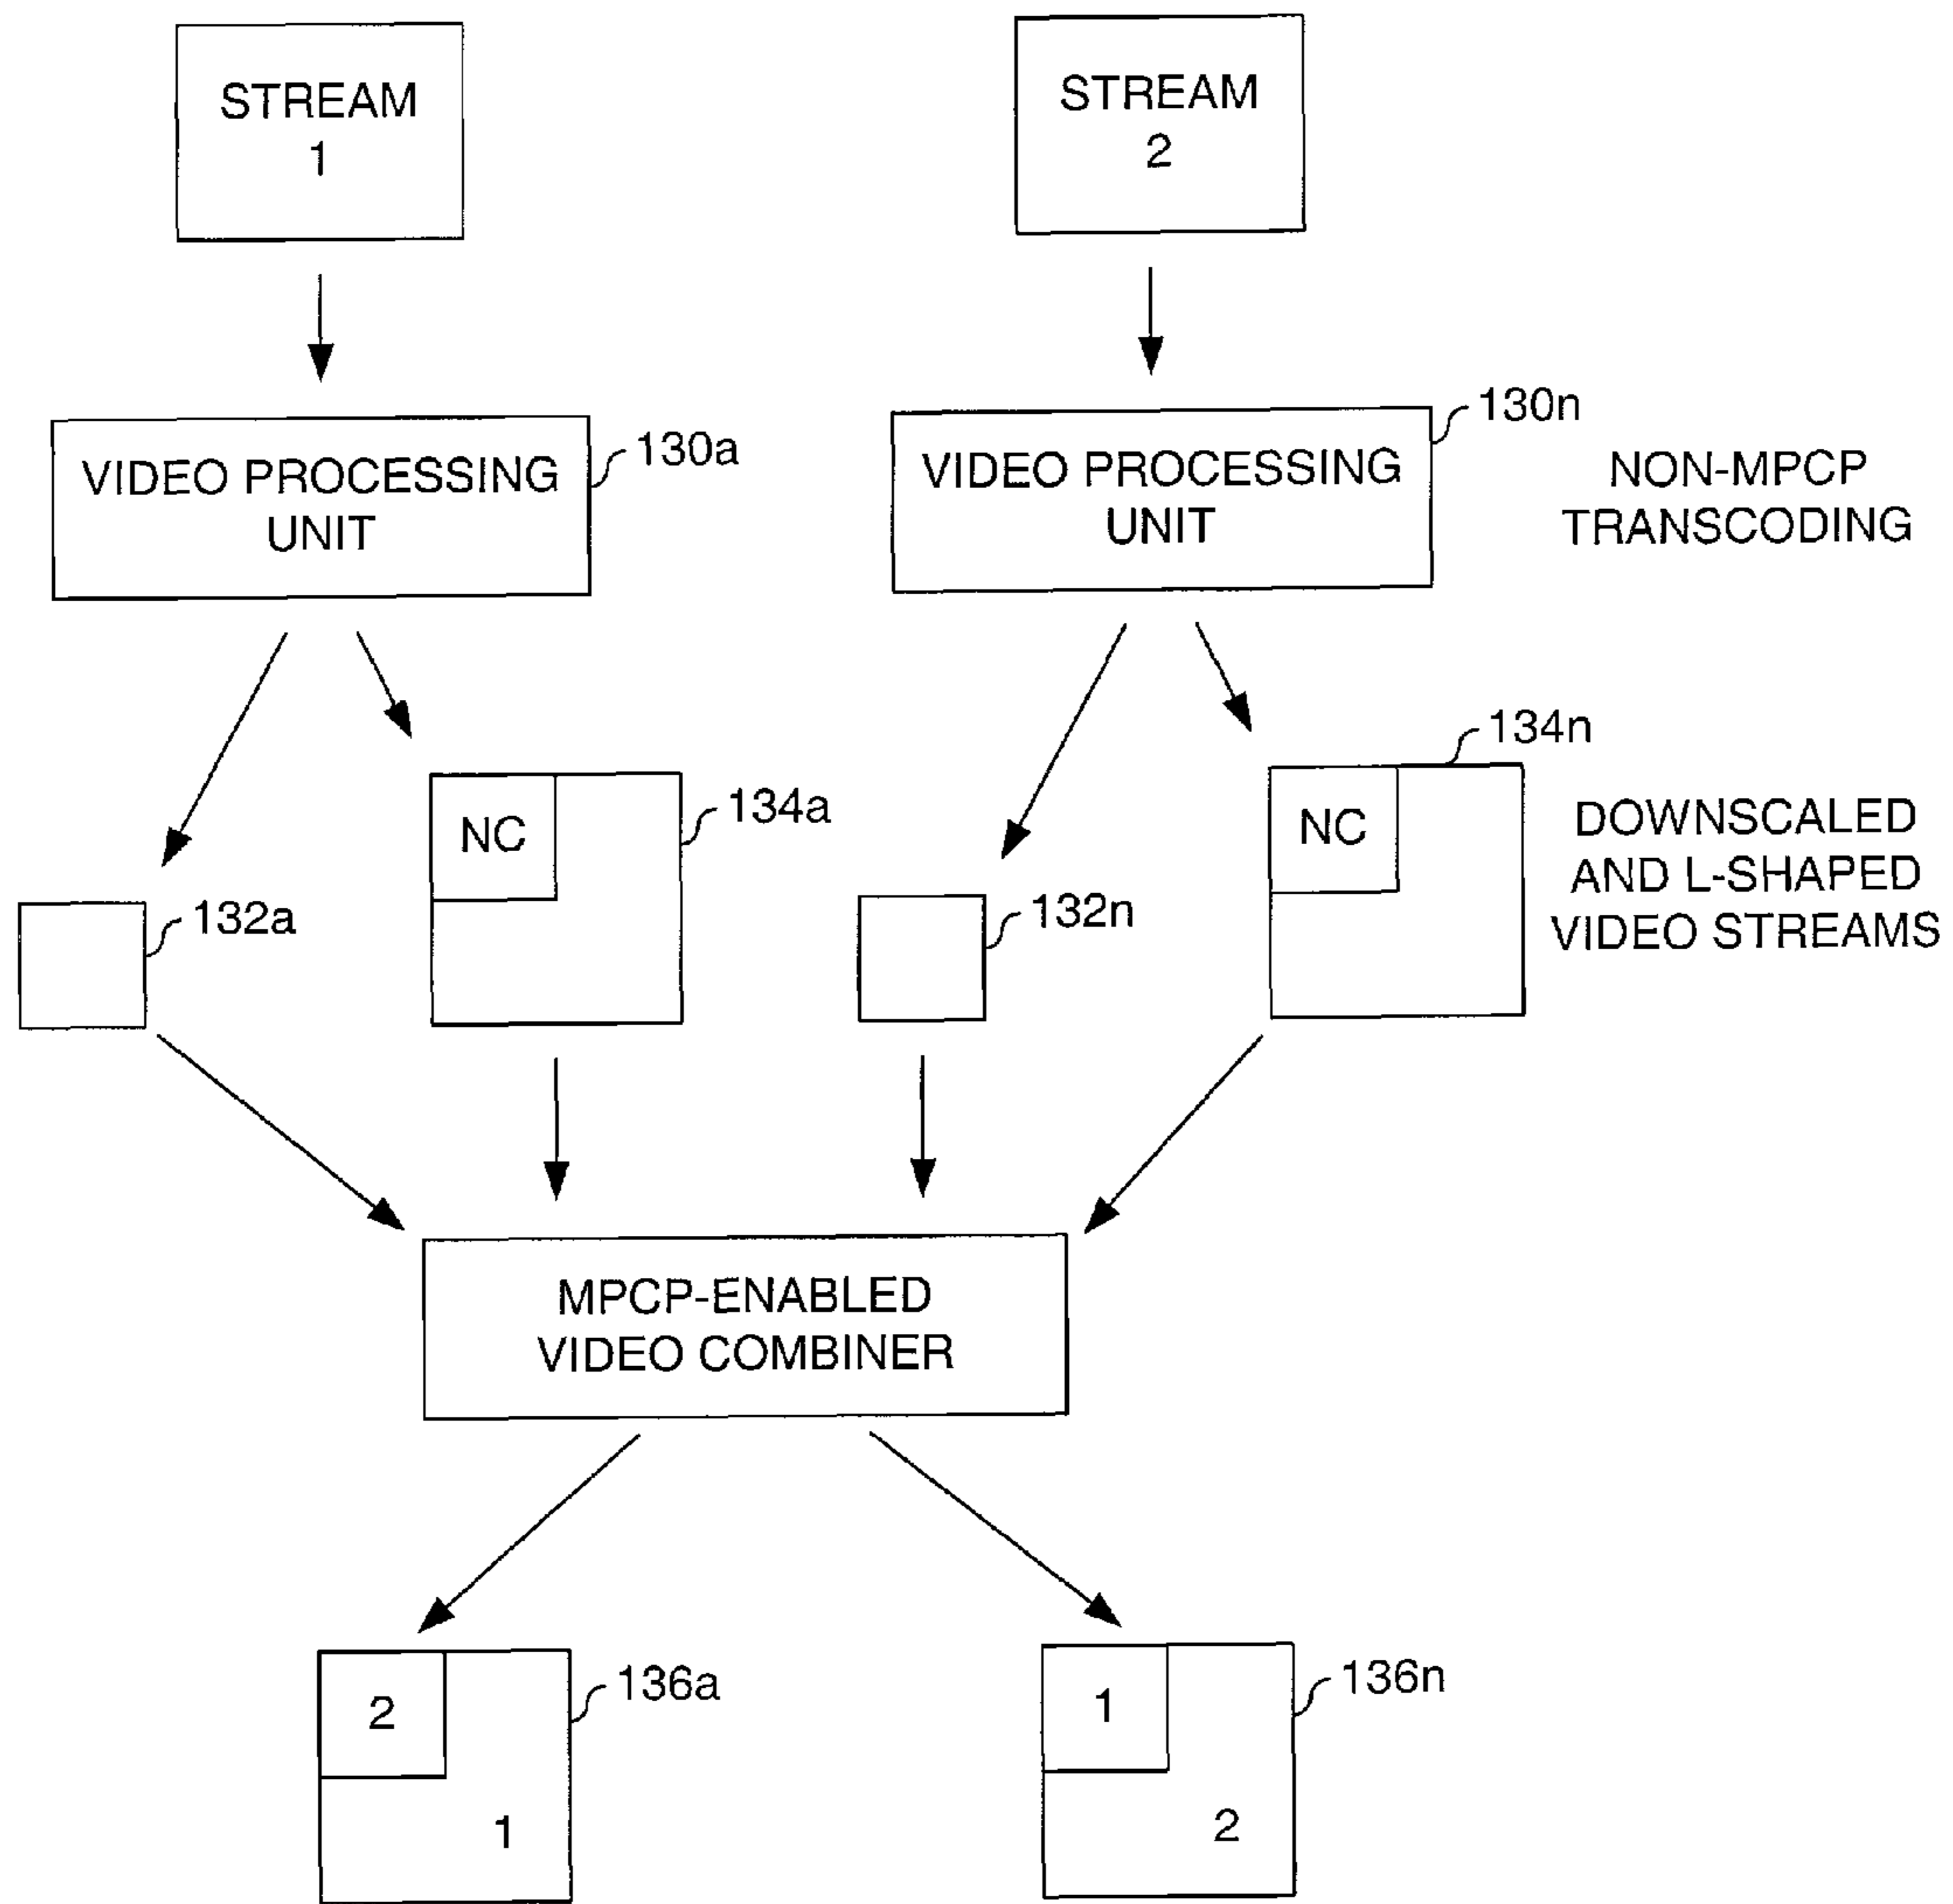 STREAM
1
STREAM
2
VIDEO PROCESSING
UNIT
130a
VIDEO PROCESSING
UNIT
130n
NON-MPCP
TRANSCODING
132a
NC
134a
132n
NC
134n
DOWNSCALED
AND L-SHAPED
VIDEO STREAMS
MPCP-ENABLED
VIDEO COMBINER
2
1
136a
1
2
136n